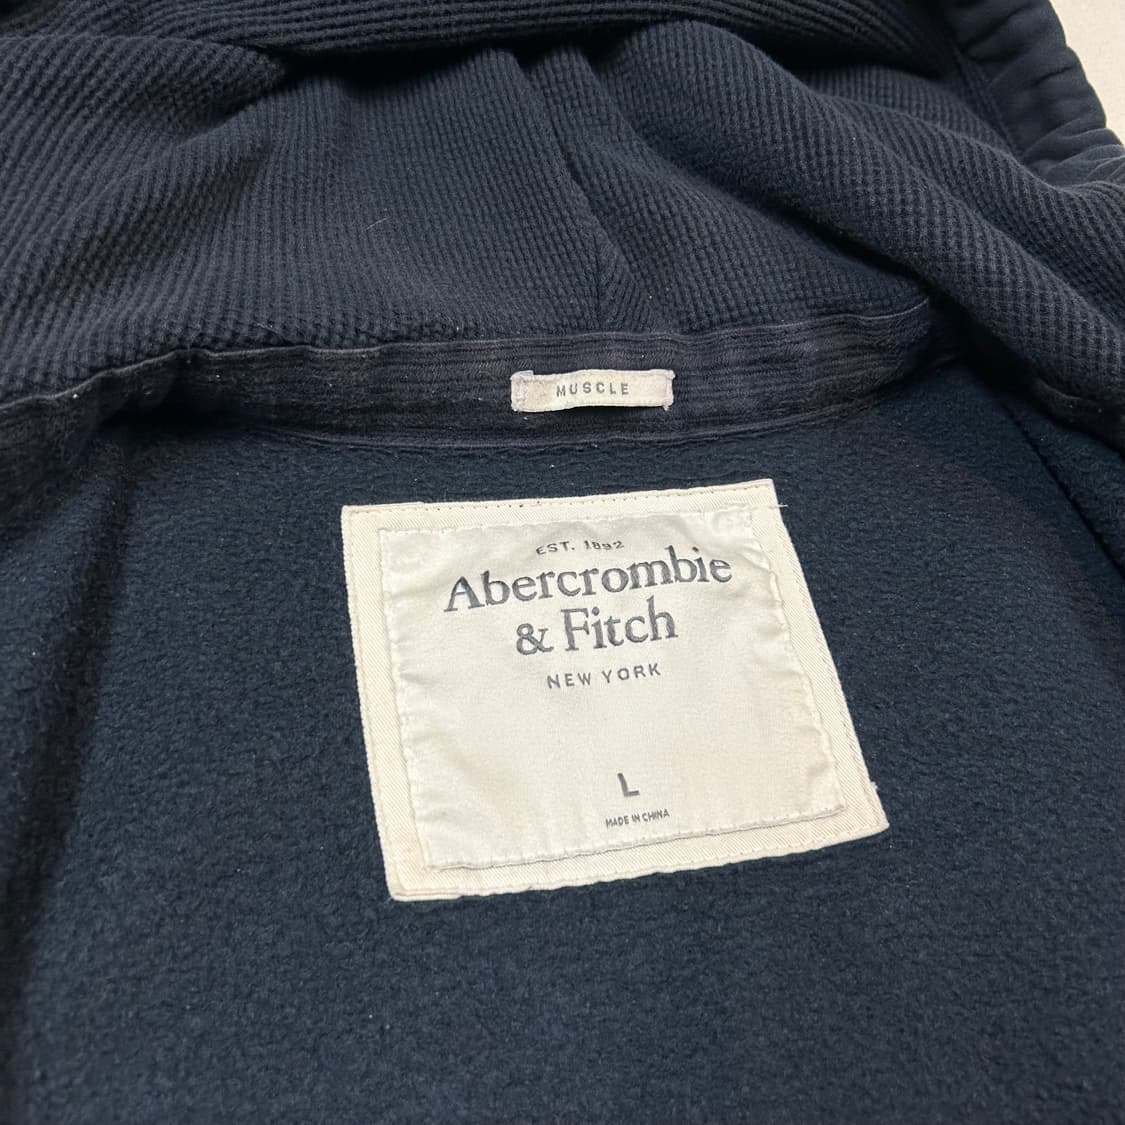 MUSCLE
EST. 1892
Abercrombie
& Fitch
NEW YORK
L
MADE IN CHINA